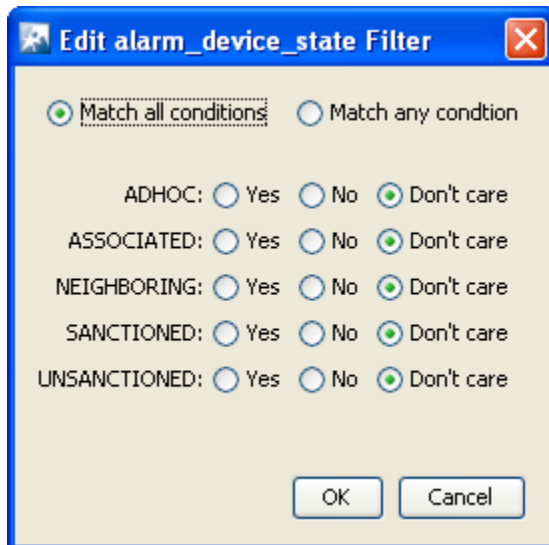 Edit alarm_device_state Filter
Match all conditions Match any condtion
ADHOC: Yes No Don't care
ASSOCIATED: Yes No Don't care
NEIGHBORING: Yes No Don't care
SANCTIONED: Yes No Don't care
UNSANCTIONED: Yes No Don't care
OK Cancel